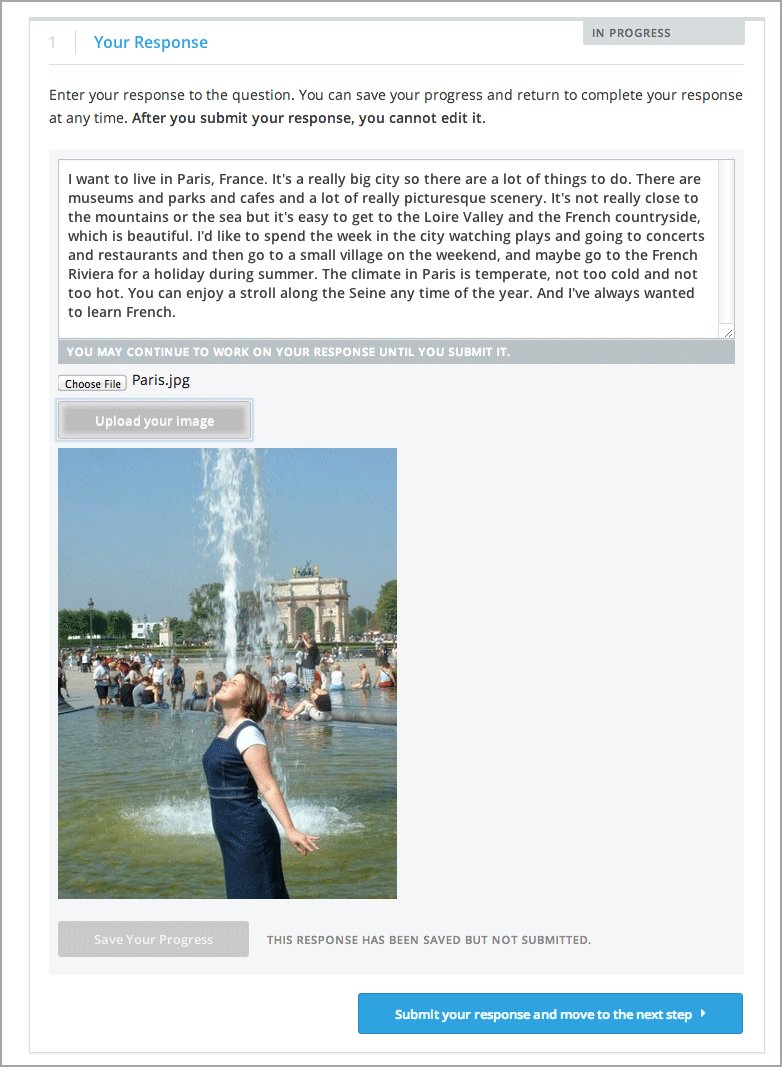 1 Your Response
IN PROGRESS
Enter your response to the question. You can save your progress and return to complete your response
at any time. After you submit your response, you cannot edit it.
I want to live in Paris, France. It's a really big city so there are a lot of things to do. There are
museums and parks and cafes and a lot of really picturesque scenery. It's not really close to
the mountains or the sea but it's easy to get to the Loire Valley and the French countryside,
which is beautiful. I'd like to spend the week in the city watching plays and going to concerts
and restaurants and then go to a small village on the weekend, and maybe go to the French
Riviera for a holiday during summer. The climate in Paris is temperate, not too cold and not
too hot. You can enjoy a stroll along the Seine any time of the year. And I've always wanted
to learn French.
YOU MAY CONTINUE TO WORK ON YOUR RESPONSE UNTIL YOU SUBMIT IT.
Choose File Paris.jpg
Upload your image
Save Your Progress THIS RESPONSE HAS BEEN SAVED BUT NOT SUBMITTED.
Submit your response and move to the next step